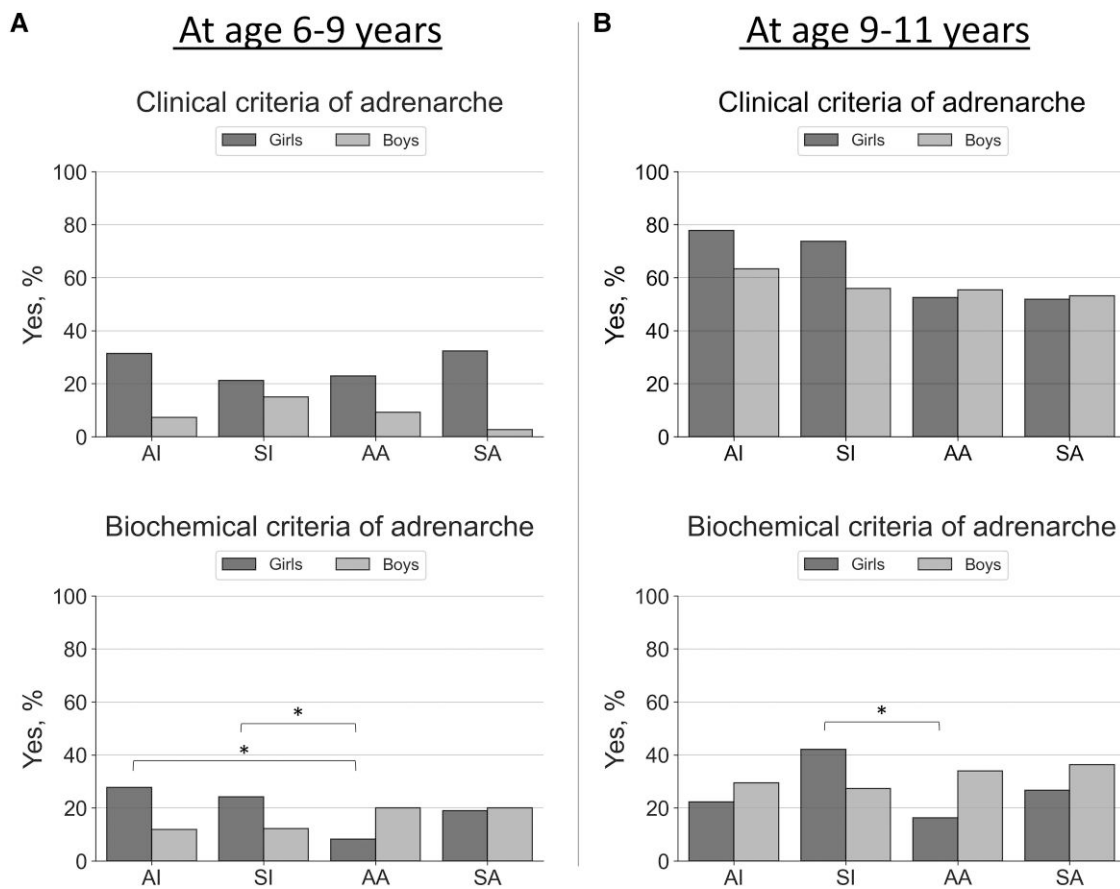 A
At age 6-9 years
Clinical criteria of adrenarche
Girls Boys
100
80
60
40
20
0
Yes, %
AI SI AA SA
Biochemical criteria of adrenarche
Girls Boys
100
80
60
40
20
0
Yes, %
*
*
AI SI AA SA
B
At age 9-11 years
Clinical criteria of adrenarche
Girls Boys
100
80
60
40
20
0
Yes, %
AI SI AA SA
Biochemical criteria of adrenarche
Girls Boys
100
80
60
40
20
0
Yes, %
*
AI SI AA SA